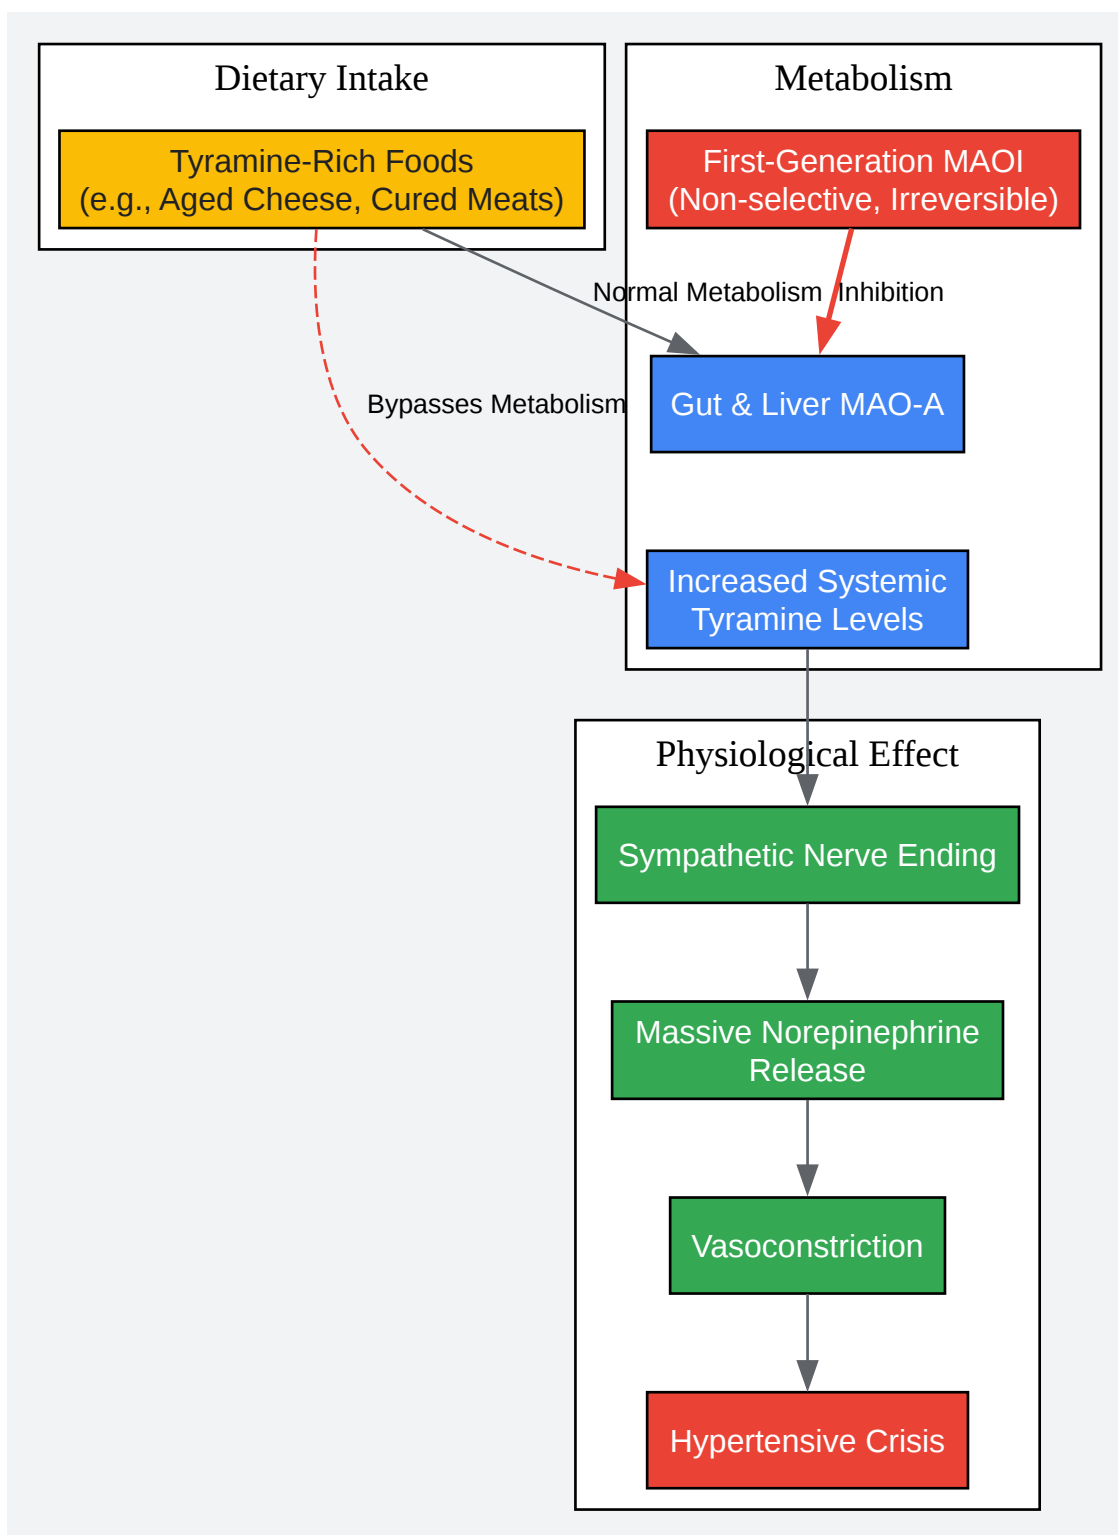 Dietary Intake
Metabolism
Tyramine-Rich Foods
(e.g., Aged Cheese, Cured Meats)
First-Generation MAOI
(Non-selective, Irreversible)
Normal Metabolism
Inhibition
Bypasses Metabolism
Gut & Liver MAO-A
Increased Systemic
Tyramine Levels
Physiological Effect
Sympathetic Nerve Ending
Massive Norepinephrine
Release
Vasoconstriction
Hypertensive Crisis